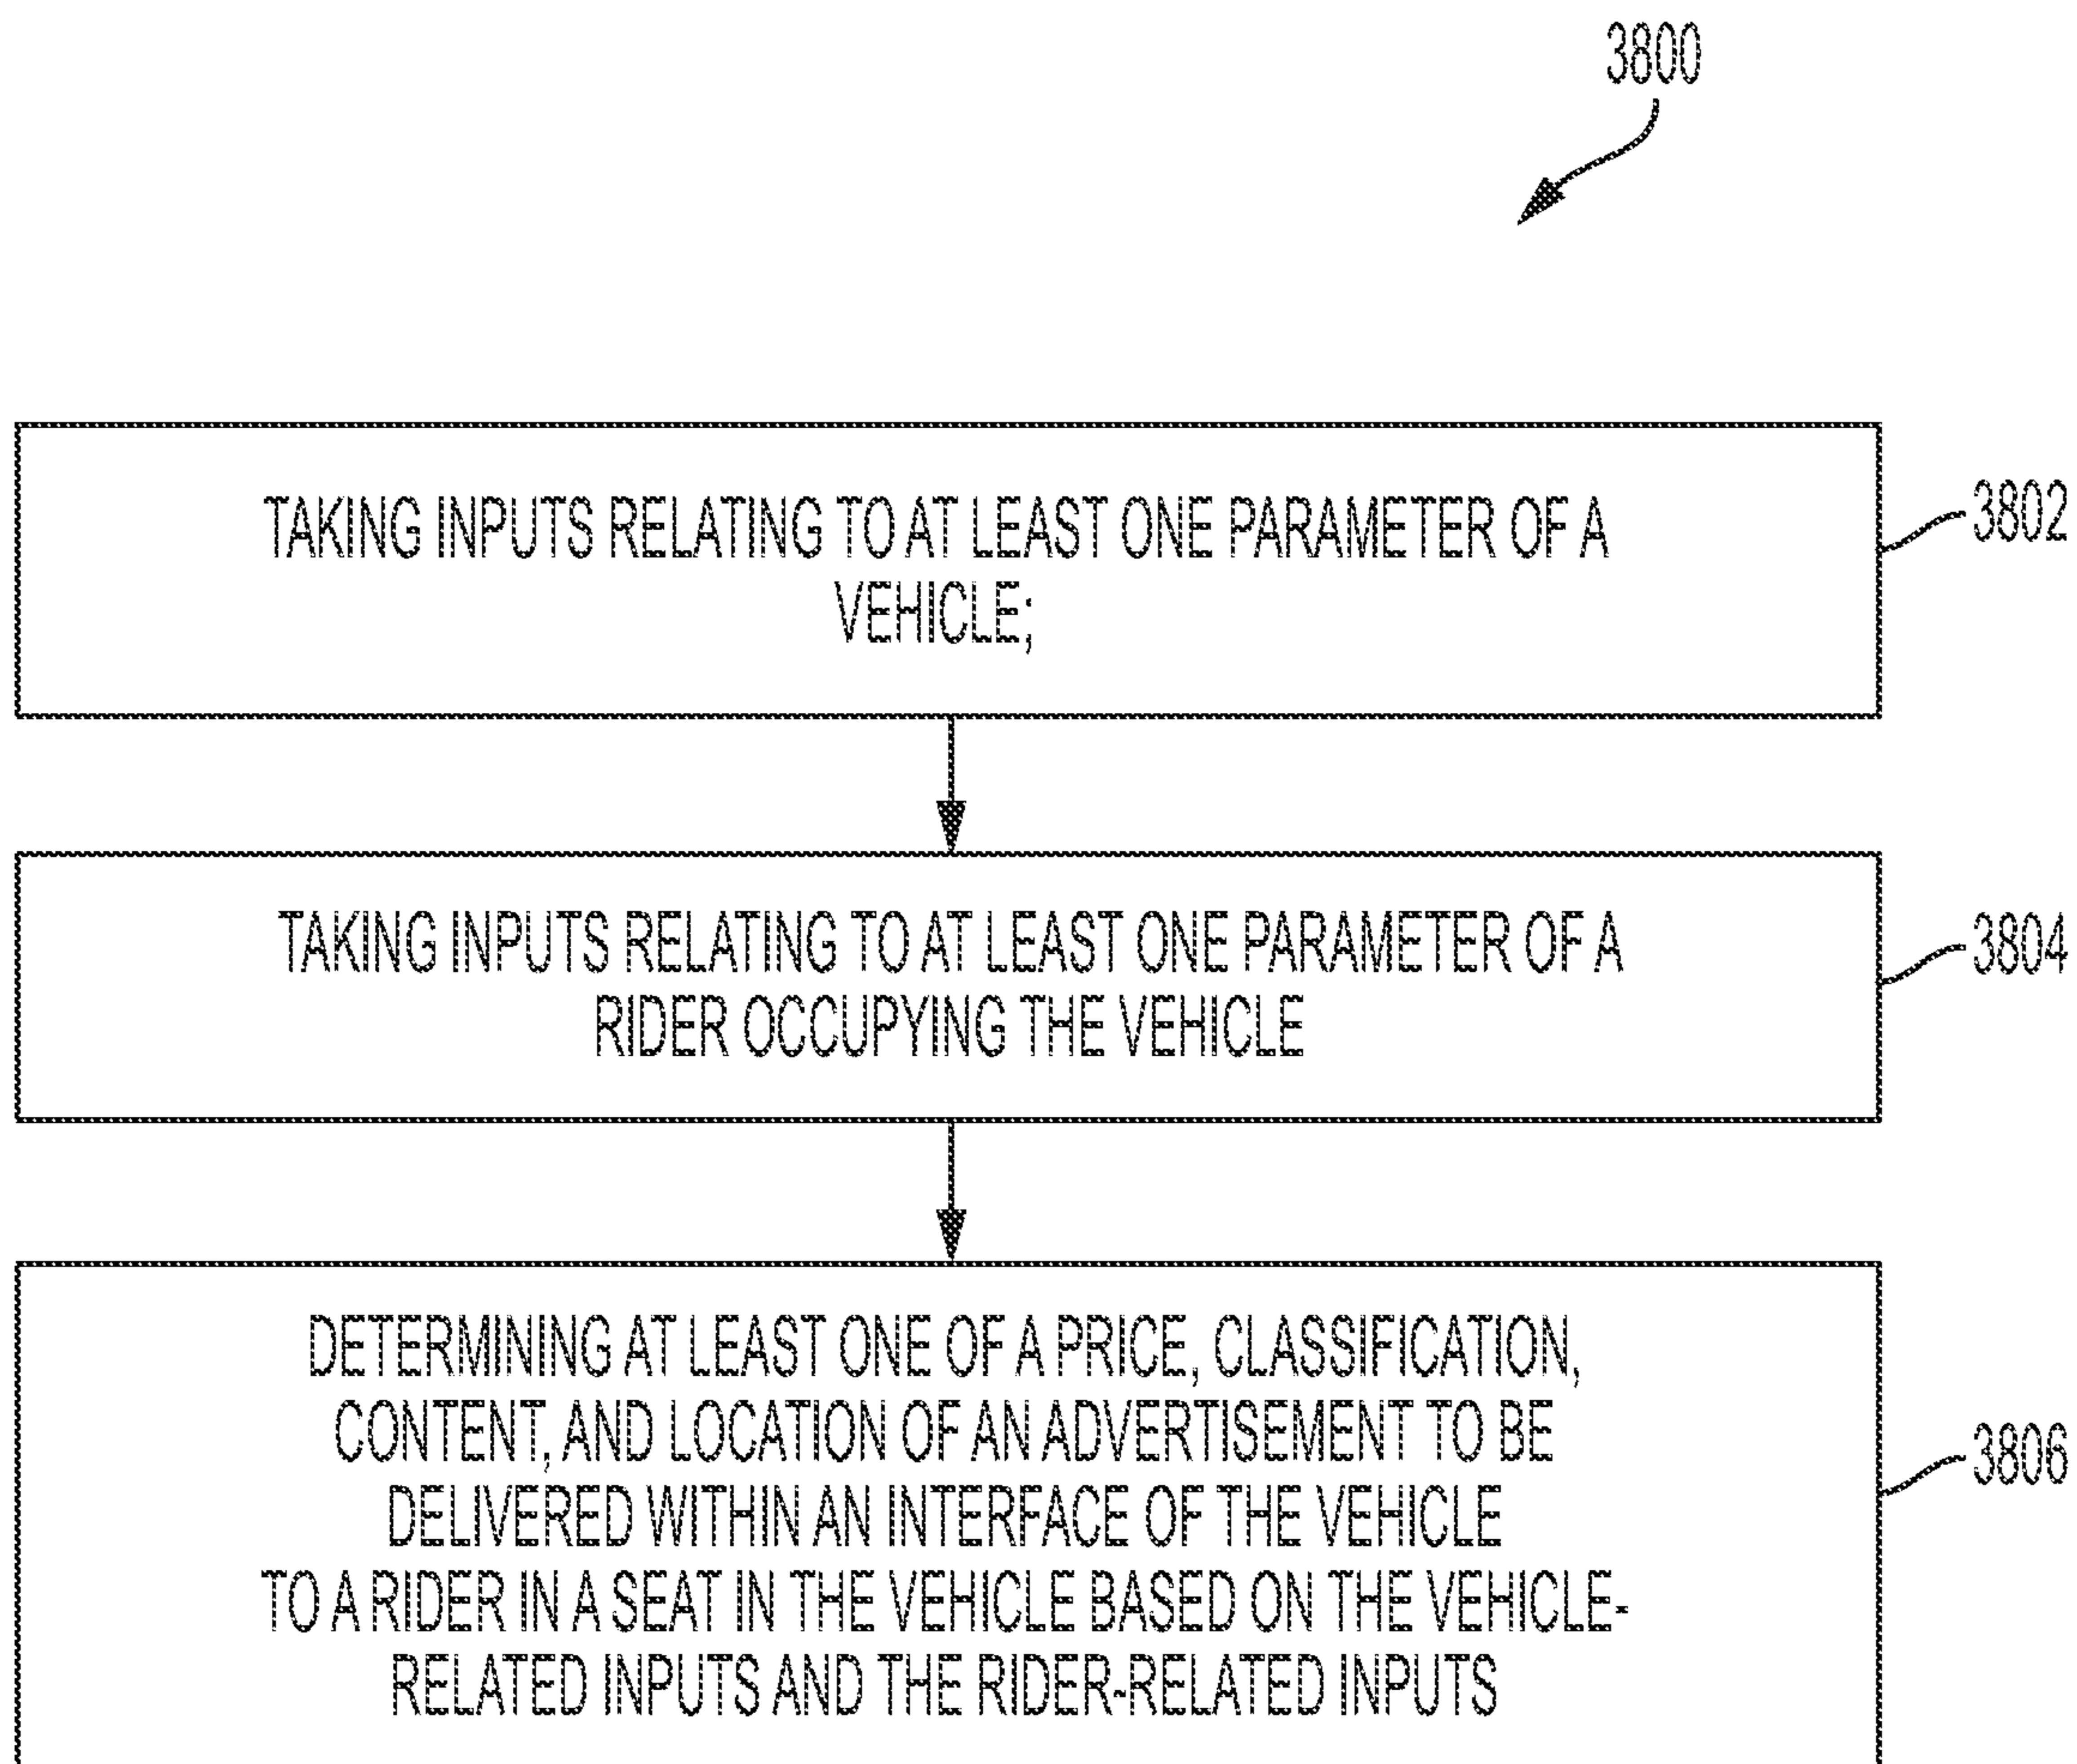 3800
TAKING INPUTS RELATING TO AT LEAST ONE PARAMETER OF A
VEHICLE;
3802
TAKING INPUTS RELATING TO AT LEAST ONE PARAMETER OF A
RIDER OCCUPYING THE VEHICLE
3804
DETERMINING AT LEAST ONE OF A PRICE, CLASSIFICATION,
CONTENT, AND LOCATION OF AN ADVERTISEMENT TO BE
DELIVERED WITHIN AN INTERFACE OF THE VEHICLE
TO A RIDER IN A SEAT IN THE VEHICLE BASED ON THE VEHICLE-
RELATED INPUTS AND THE RIDER-RELATED INPUTS
3806